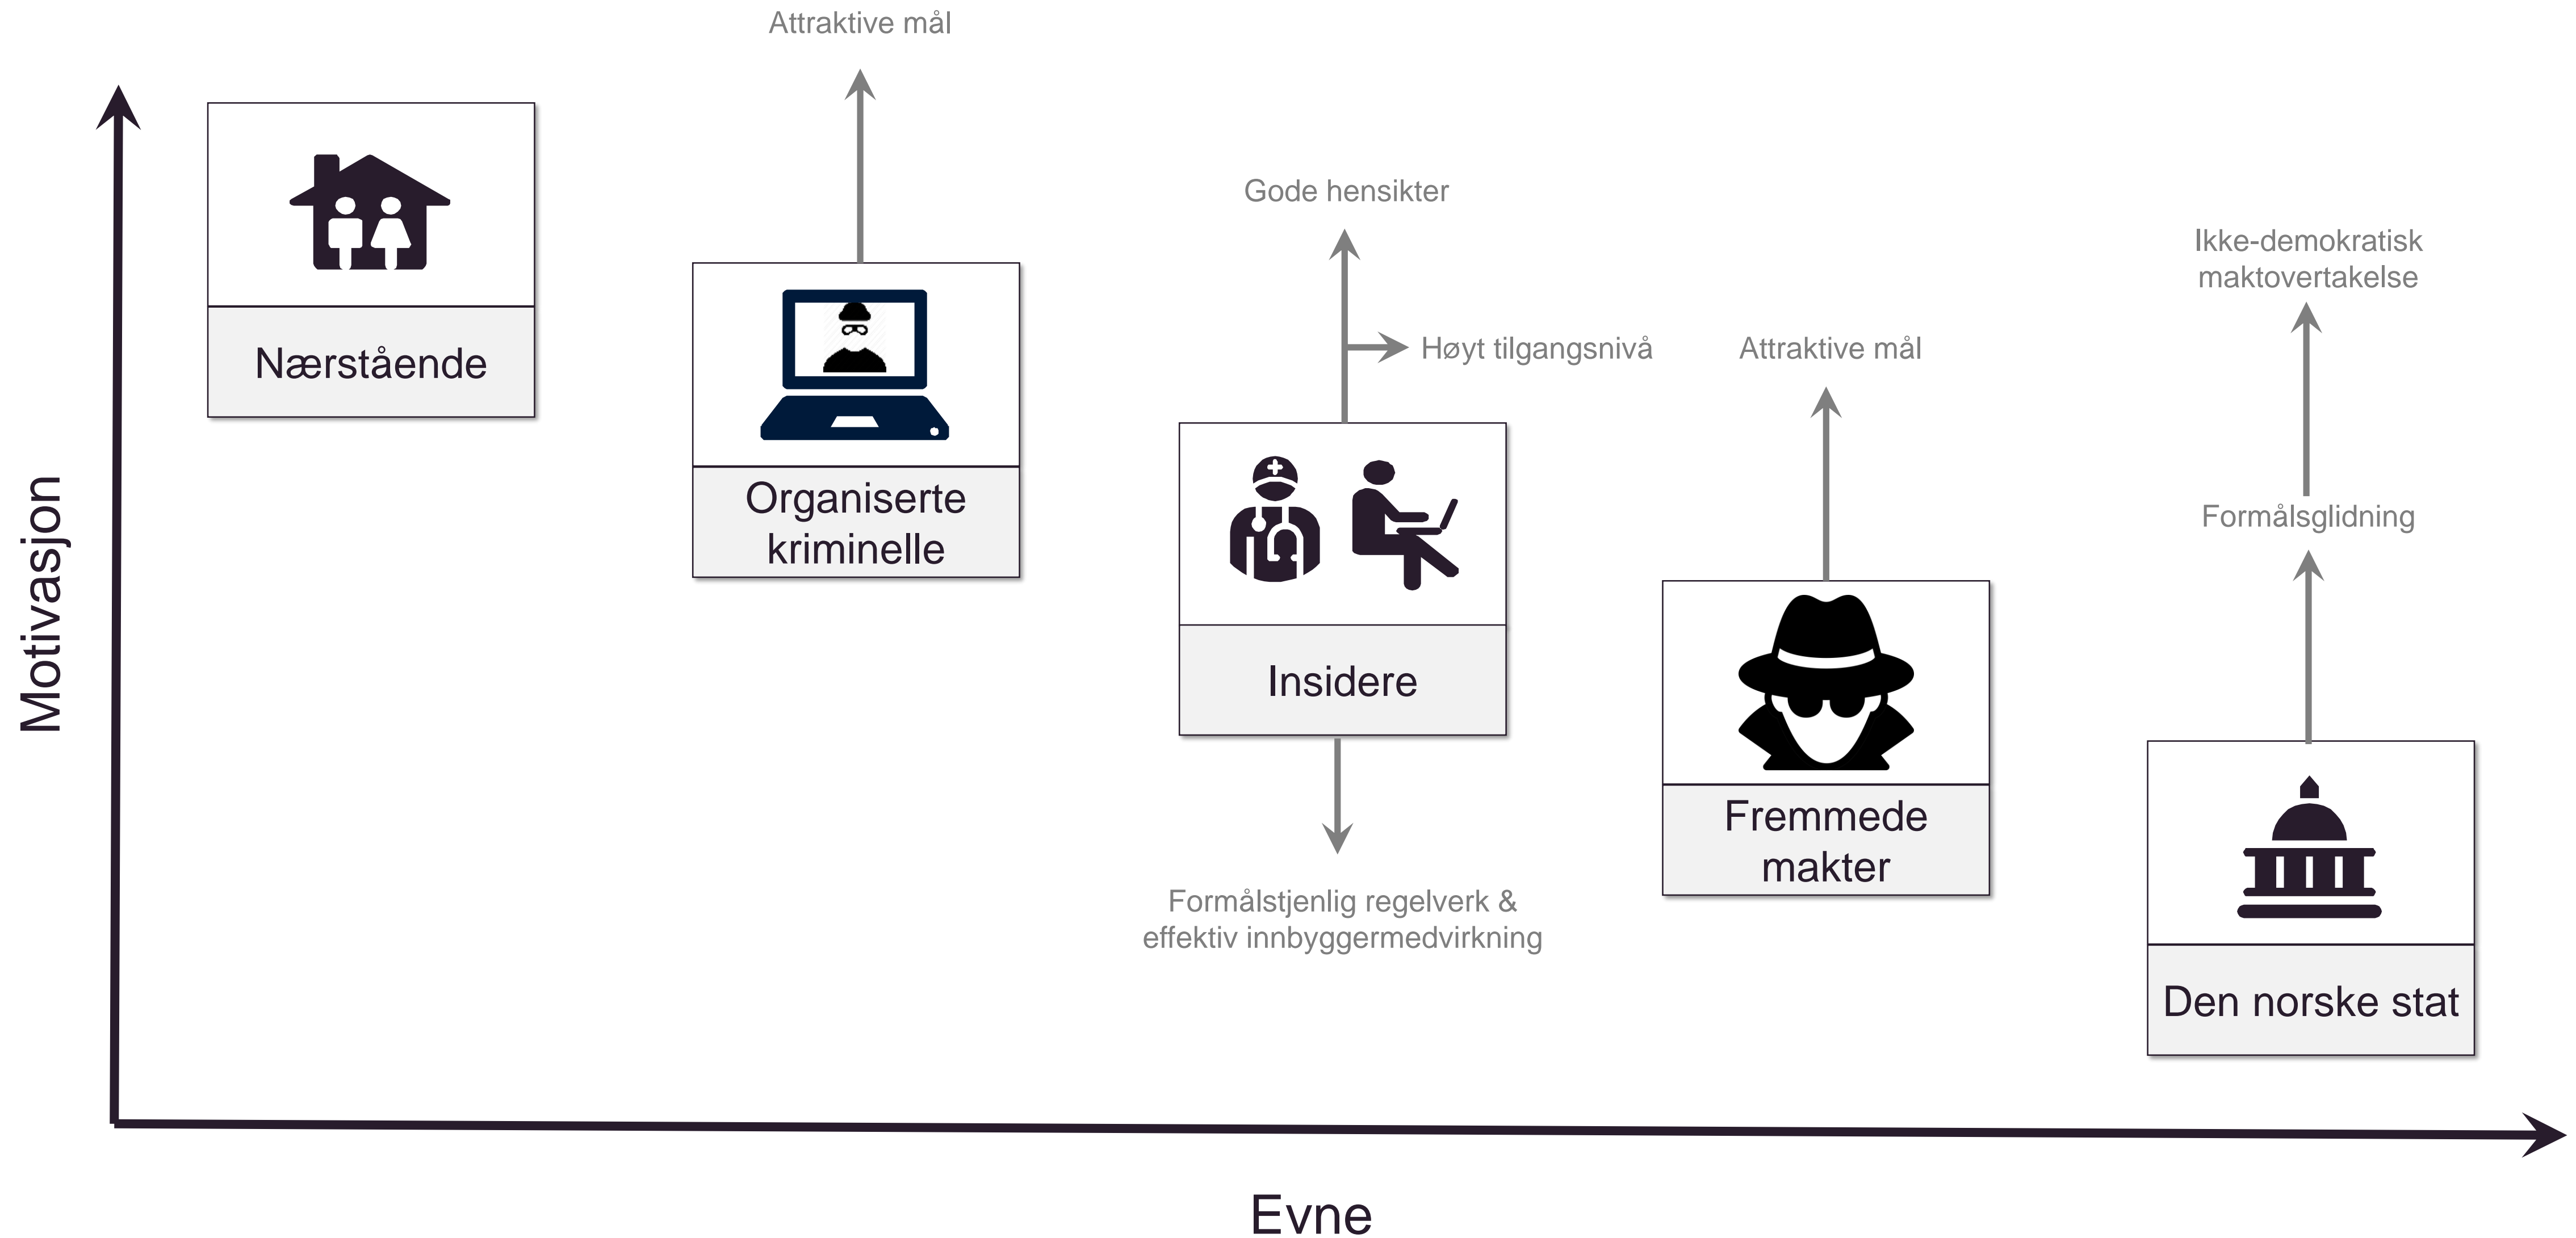 Attraktive mål
Nærstående
Organiserte
kriminelle
Gode hensikter
Høyt tilgangsnivå
Insidere
Formålstjenlig regelverk &
effektiv innbyggermedvirkning
Attraktive mål
Fremmede
makter
Ikke-demokratisk
maktovertakelse
Formålsglidning
Den norske stat
Motivasjon
Evne